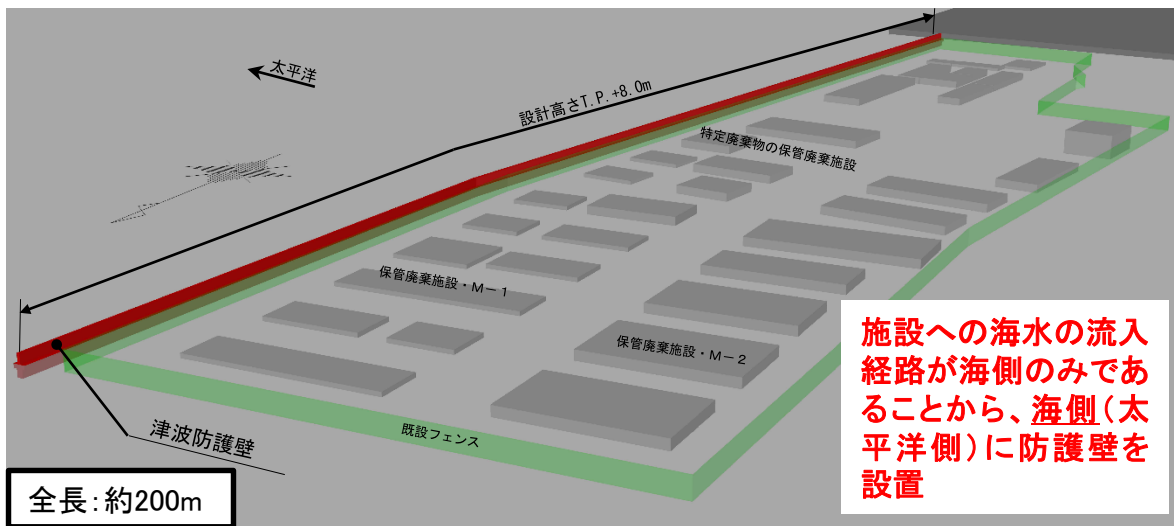 太平洋
設計高さT.P.+8.0m
特定廃棄物の保管廃棄施設
保管廃棄施設・M－1
保管廃棄施設・M－2
既設フェンス
津波防護壁
全長：約200m
施設への海水の流入
経路が海側のみであ
ることから、海側（太
平洋側）に防護壁を
設置